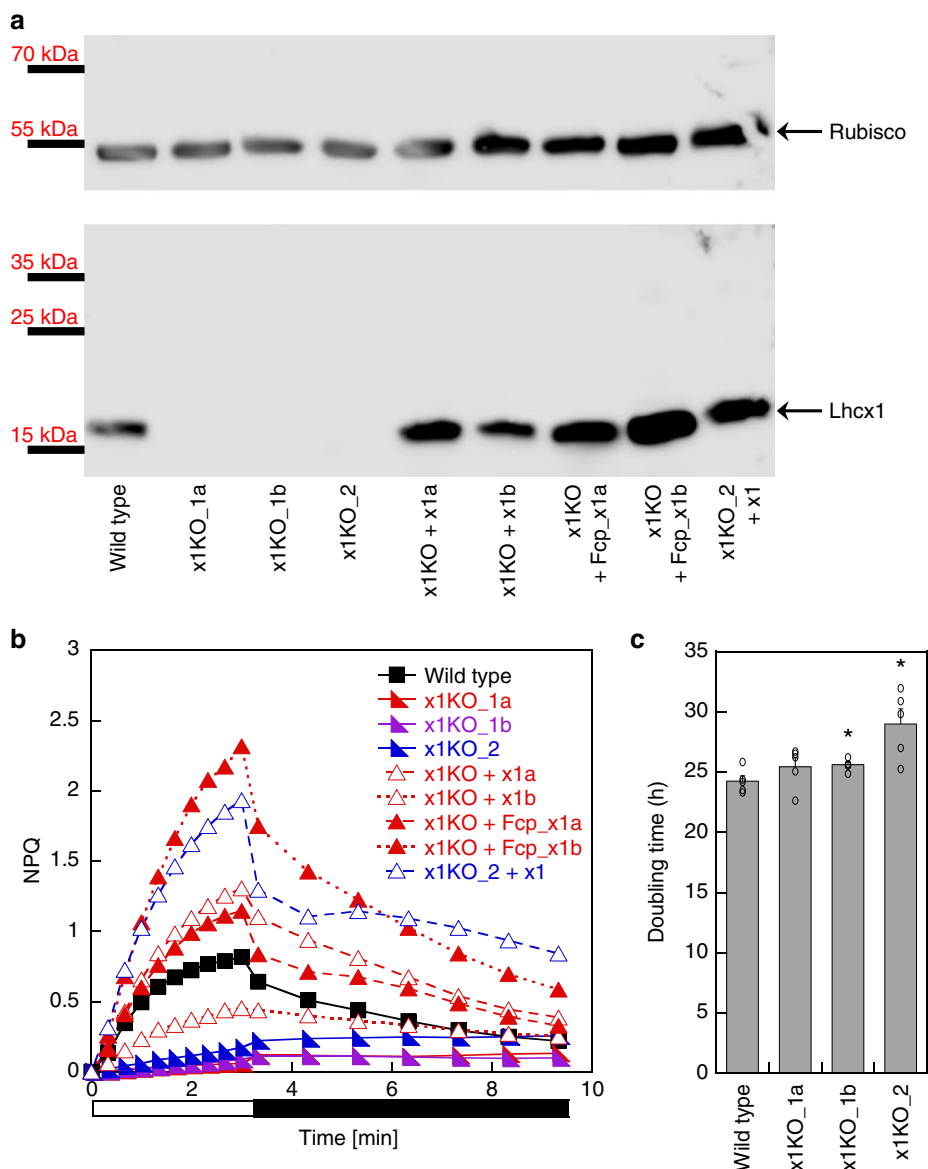 a
70 kDa
55 kDa
Rubisco
35 kDa
25 kDa
15 kDa
Lhcx1
Wild type
x1KO_1a
x1KO_1b
x1KO_2
x1KO + x1a
x1KO + x1b
x1KO
+ Fcp_x1a
x1KO
+ Fcp_x1b
x1KO_2
+ x1
b
3
2.5
2
1.5
1
0.5
0
NPQ
Wild type
x1KO_1a
x1KO_1b
x1KO_2
x1KO + x1a
x1KO + x1b
x1KO + Fcp_x1a
x1KO + Fcp_x1b
x1KO_2 + x1
0 2 4 6 8 10
Time [min]
c
35
30
25
20
15
10
5
0
Doubling time (h)
*
*
Wild type
x1KO_1a
x1KO_1b
x1KO_2